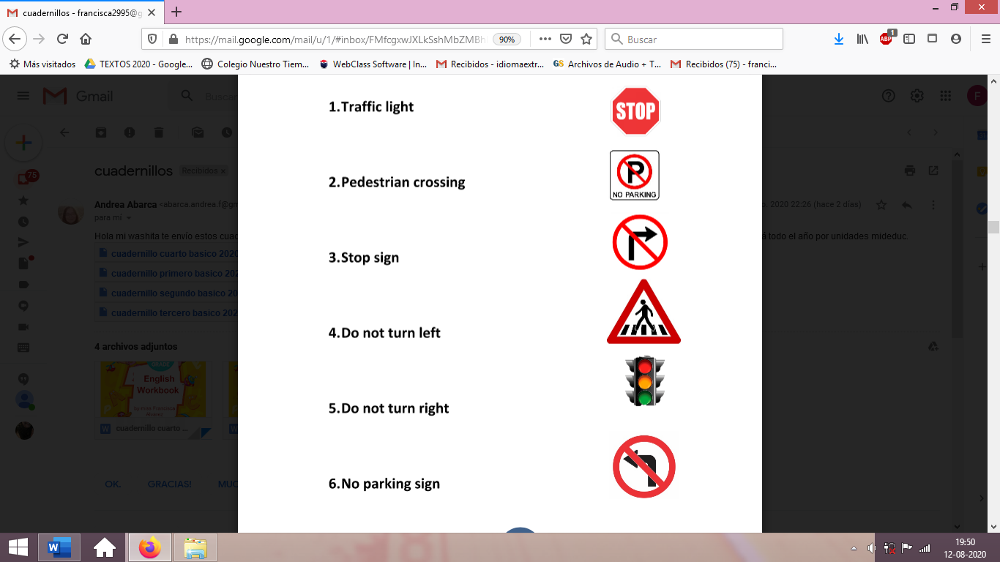 cuadernillos - francisca2995@g
https://mail.google.com/mail/u/1/#inbox/FMfcgxwJXLkSshMbZMBh
90%
Buscar
ABP
1
Más visitados
TEXTOS 2020 - Google...
Colegio Nuestro Tiem...
WebClass Software | In...
Recibidos - idiomaextr...
GS
Archivos de Audio + T...
Recibidos (75) - franci...
Gmail
Buscar
F
1.Traffic light
STOP
75
cuadernillos
Recibidos ×
2.Pedestrian crossing
P
NO PARKING
Andrea Abarca <abarca.andrea.f@gm
2020 22:26 (hace 2 días)
para mí
Hola mi washita te envío estos cuad
á todo el año por unidades mideduc.
cuadernillo cuarto basico 2020
3.Stop sign
cuadernillo primero basico 202
cuadernillo segundo basico 20
cuadernillo tercero basico 202
4.Do not turn left
4 archivos adjuntos
English
Workbook
5.Do not turn right
W
cuadernillo cuarto ...
W
OK.
GRACIAS!
MUC
6.No parking sign
W
19:50
12-08-2020